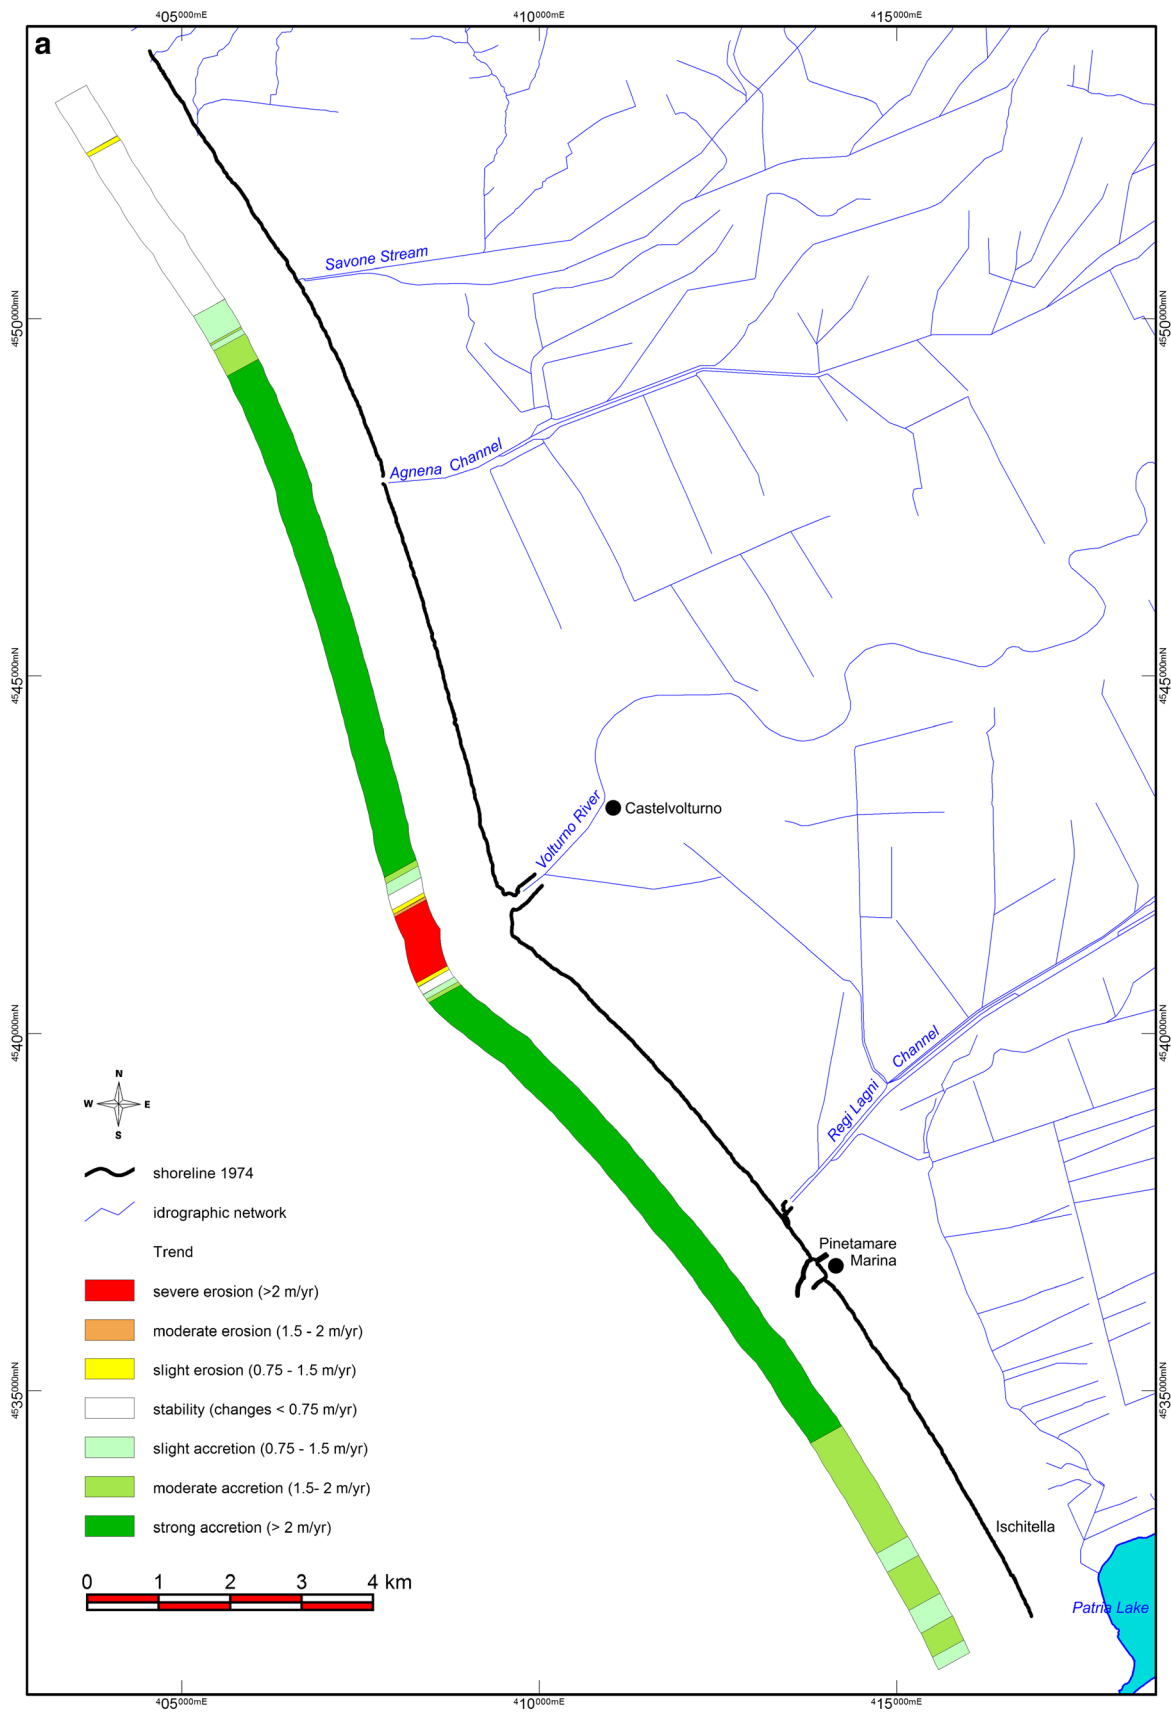 405000mE 410000mE 415000mE
a
Savone Stream
4550000mN 4550000mN
Agnena Channel
4545000mN 4545000mN
Volturno River
Castelvolturno
4540000mN 4540000mN
Regi Lagni Channel
N
W E
S
shoreline 1974
idrographic network
Trend
severe erosion (>2 m/yr)
moderate erosion (1.5 - 2 m/yr)
slight erosion (0.75 - 1.5 m/yr)
stability (changes < 0.75 m/yr)
slight accretion (0.75 - 1.5 m/yr)
moderate accretion (1.5- 2 m/yr)
strong accretion (> 2 m/yr)
Pinetamare
Marina
4535000mN 4535000mN
Ischitella
0 1 2 3 4 km
Patria Lake
405000mE 410000mE 415000mE